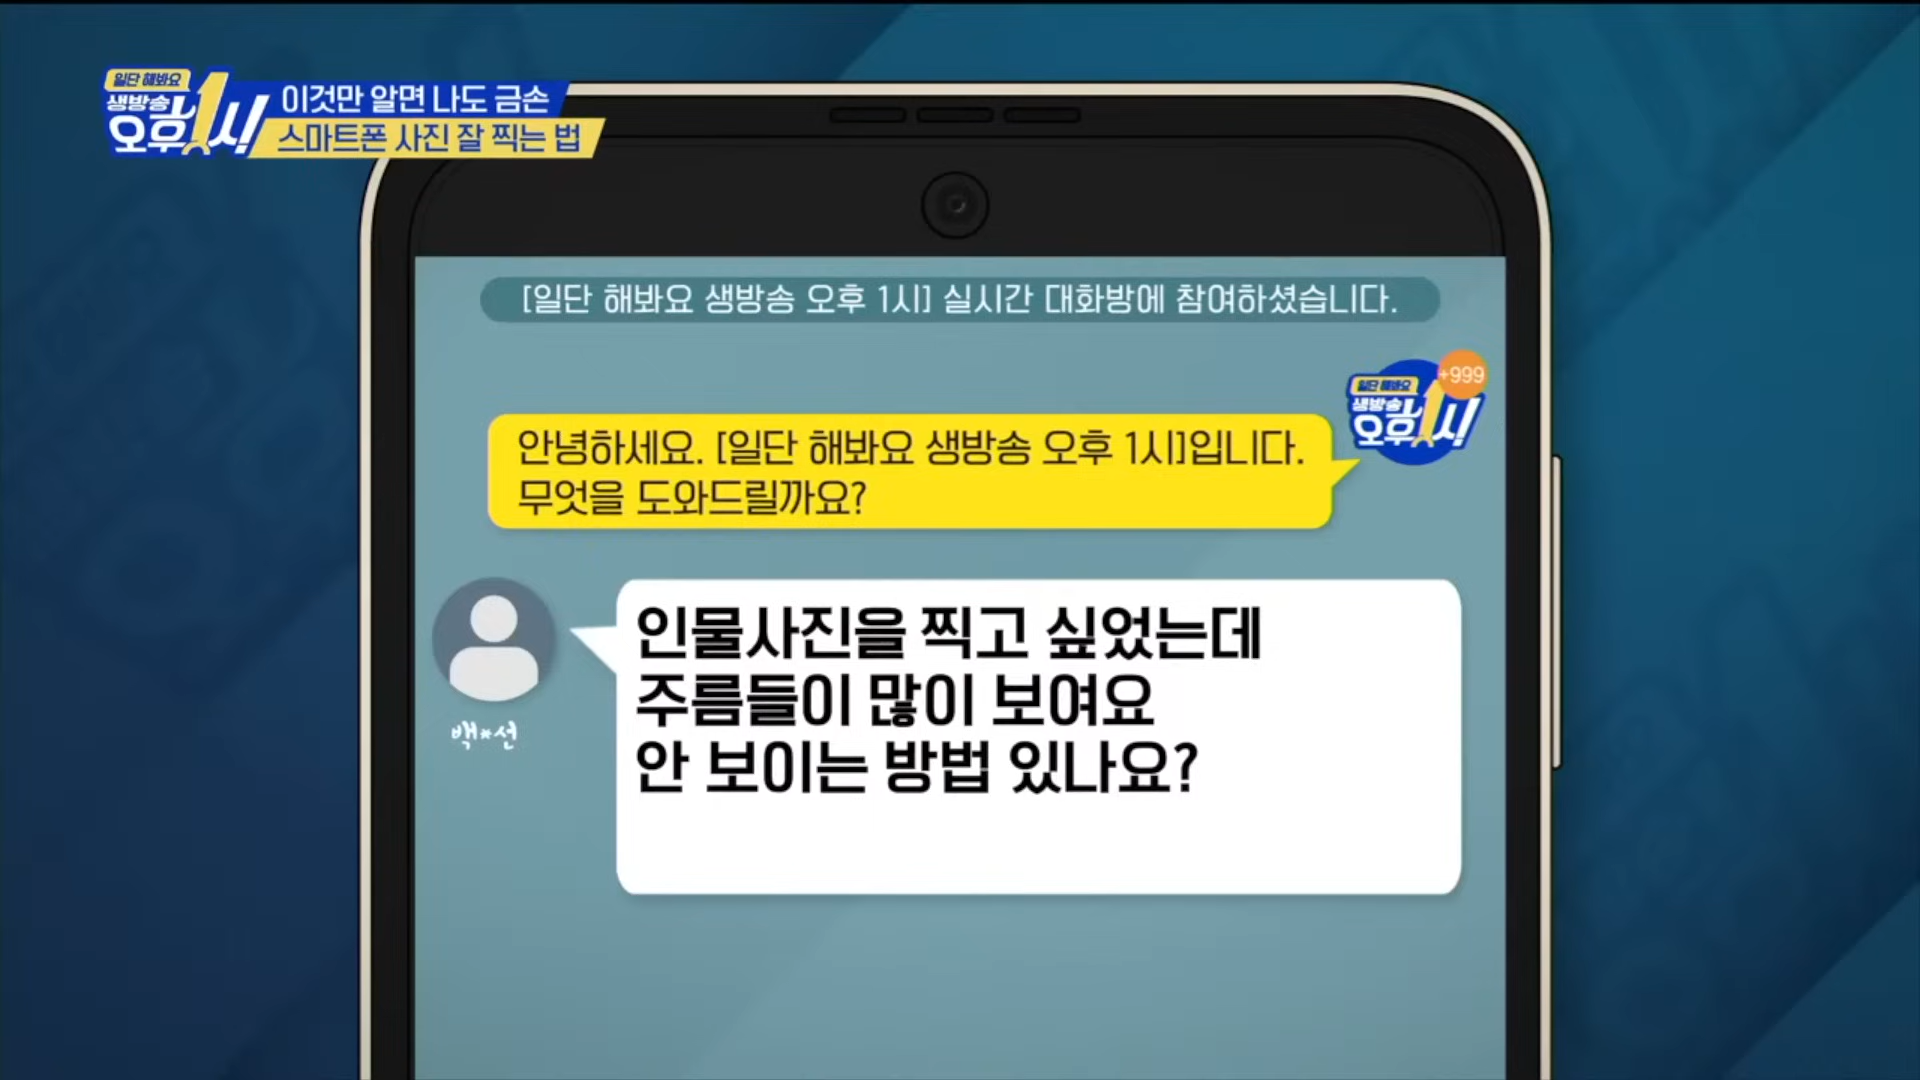 일단 해봐요
생방송
오후1시!
이것만 알면 나도 금손
스마트폰 사진 잘 찍는 법
[일단 해봐요 생방송 오후 1시] 실시간 대화방에 참여하셨습니다.
+999
일단 해봐요
생방송
오후1시!
안녕하세요. [일단 해봐요 생방송 오후 1시]입니다.
무엇을 도와드릴까요?
인물사진을 찍고 싶었는데
주름들이 많이 보여요
안 보이는 방법 있나요?
백*선